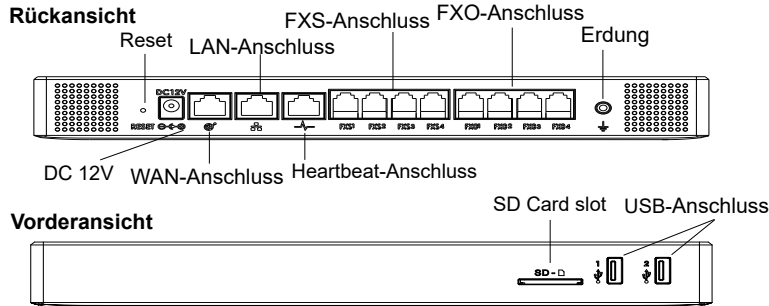 Rückansicht
FXS-Anschluss
FXO-Anschluss
Reset
LAN-Anschluss
Erdung
DC12V
RESET
FXS1 FXS2 FXS3 FXS4
FXO1 FXO2 FXO3 FXO4
DC 12V
WAN-Anschluss
Heartbeat-Anschluss
SD Card slot
USB-Anschluss
Vorderansicht
SD-
1
2